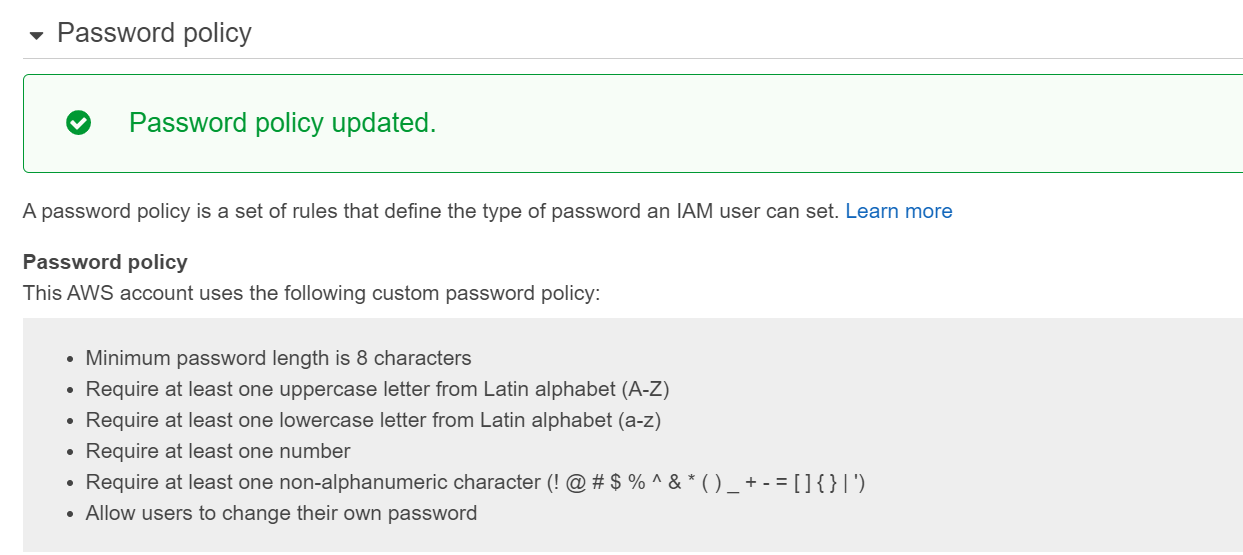 Password policy
Password policy updated.
A password policy is a set of rules that define the type of password an IAM user can set. Learn more
Password policy
This AWS account uses the following custom password policy:
• Minimum password length is 8 characters
• Require at least one uppercase letter from Latin alphabet (A-Z)
• Require at least one lowercase letter from Latin alphabet (a-z)
• Require at least one number
• Require at least one non-alphanumeric character (! @ # $ % ^ & * ( ) _ + - = [ ] { } | ')
• Allow users to change their own password